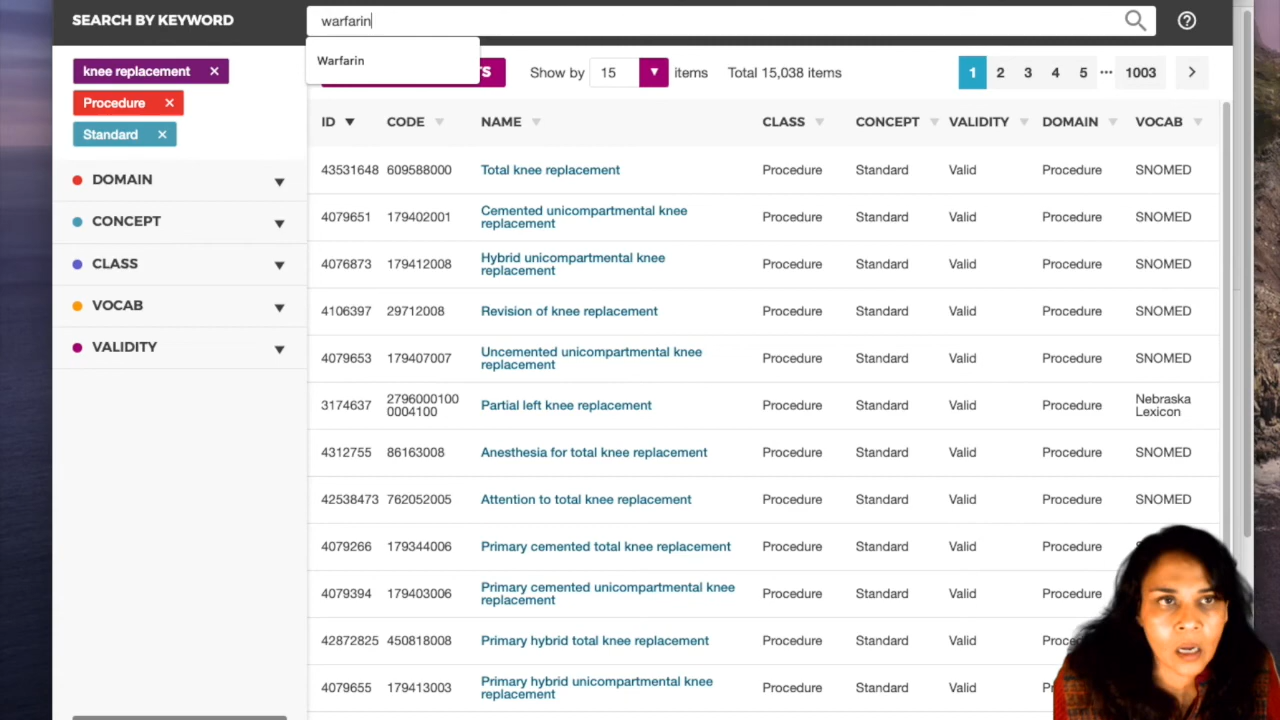 SEARCH BY KEYWORD
warfarin
Warfarin
knee replacement ×
Procedure ×
Standard ×
Show by 15 items Total 15,038 items
1 2 3 4 5 ... 1003
DOMAIN
CONCEPT
CLASS
VOCAB
VALIDITY
ID CODE NAME CLASS CONCEPT VALIDITY DOMAIN VOCAB
43531648 609588000 Total knee replacement Procedure Standard Valid Procedure SNOMED
4079651 179402001 Cemented unicompartmental knee replacement Procedure Standard Valid Procedure SNOMED
4076873 179412008 Hybrid unicompartmental knee replacement Procedure Standard Valid Procedure SNOMED
4106397 29712008 Revision of knee replacement Procedure Standard Valid Procedure SNOMED
4079653 179407007 Uncemented unicompartmental knee replacement Procedure Standard Valid Procedure SNOMED
3174637 2796000100 0004100 Partial left knee replacement Procedure Standard Valid Procedure Nebraska Lexicon
4312755 86163008 Anesthesia for total knee replacement Procedure Standard Valid Procedure SNOMED
42538473 762052005 Attention to total knee replacement Procedure Standard Valid Procedure SNOMED
4079266 179344006 Primary cemented total knee replacement Procedure Standard Valid Procedure
4079394 179403006 Primary cemented unicompartmental knee replacement Procedure Standard Valid Procedure
42872825 450818008 Primary hybrid total knee replacement Procedure Standard Valid
4079655 179413003 Primary hybrid unicompartmental knee replacement Procedure Standard Valid